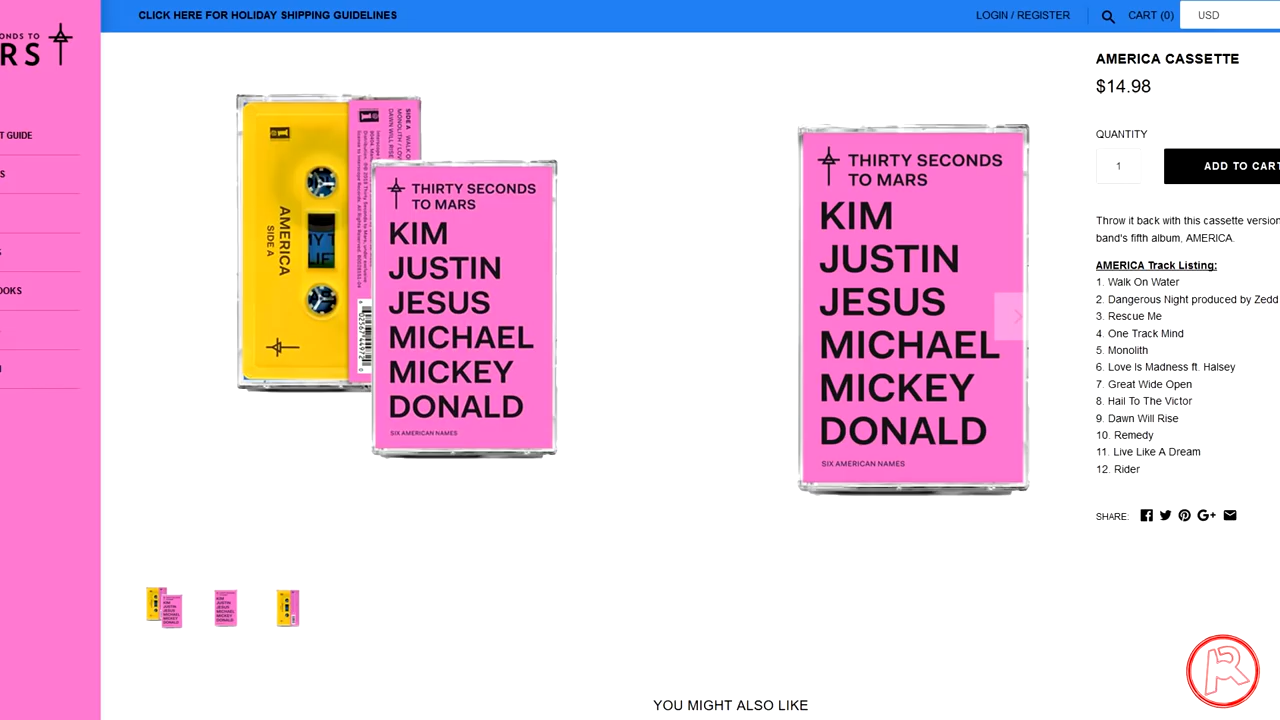 CLICK HERE FOR HOLIDAY SHIPPING GUIDELINES
LOGIN / REGISTER
CART (0)
USD
ONDS TO
RS
T GUIDE
S
S
OOKS
AMERICA
SIDE A
SIDE A
MONOLITH / LOV
DAWN WILL RISE
THIRTY SECONDS
TO MARS
KIM
JUSTIN
JESUS
MICHAEL
MICKEY
DONALD
SIX AMERICAN NAMES
THIRTY SECONDS
TO MARS
KIM
JUSTIN
JESUS
MICHAEL
MICKEY
DONALD
SIX AMERICAN NAMES
AMERICA CASSETTE
$14.98
QUANTITY
1
ADD TO CART
Throw it back with this cassette version
band's fifth album, AMERICA.
AMERICA Track Listing:
1. Walk On Water
2. Dangerous Night produced by Zedd
3. Rescue Me
4. One Track Mind
5. Monolith
6. Love Is Madness ft. Halsey
7. Great Wide Open
8. Hail To The Victor
9. Dawn Will Rise
10. Remedy
11. Live Like A Dream
12. Rider
SHARE:
YOU MIGHT ALSO LIKE